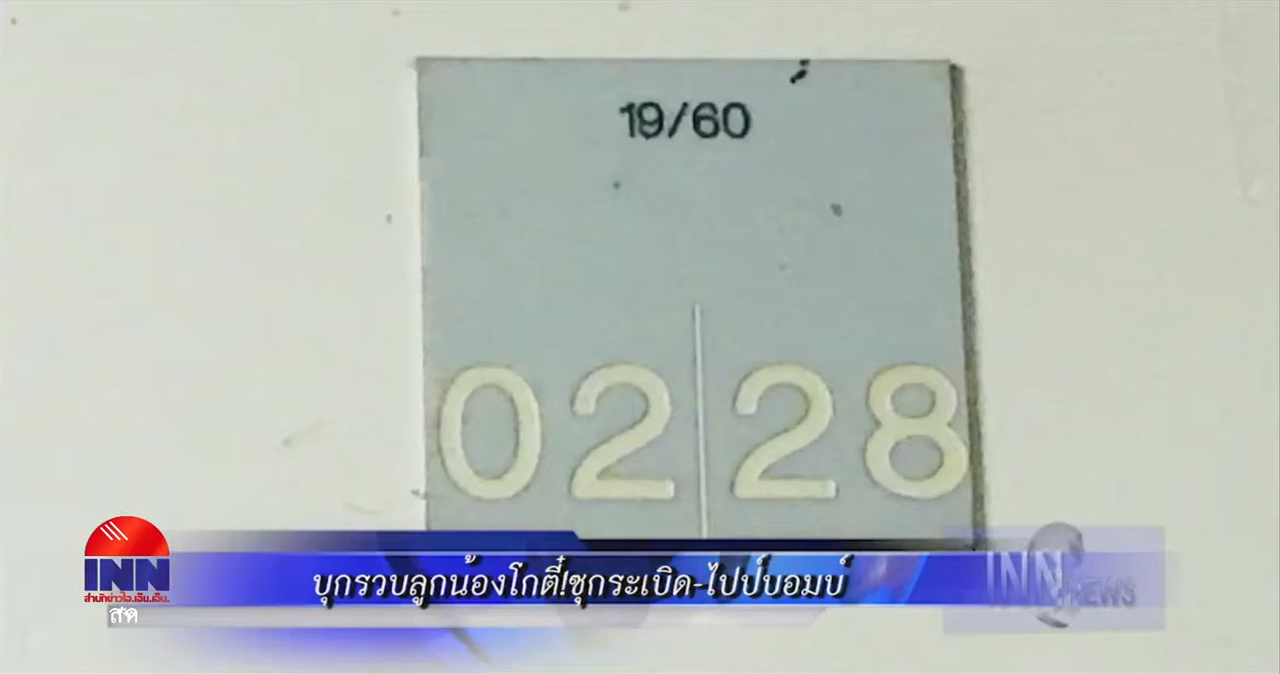 19/60
02 28
INN
สำนักข่าวไอ.เอ็น.เอ็น.
สด
บุกรวบลูกน้องโกตี๋!ซุกระเบิด-ไปป์บอมบ์
INN NEWS